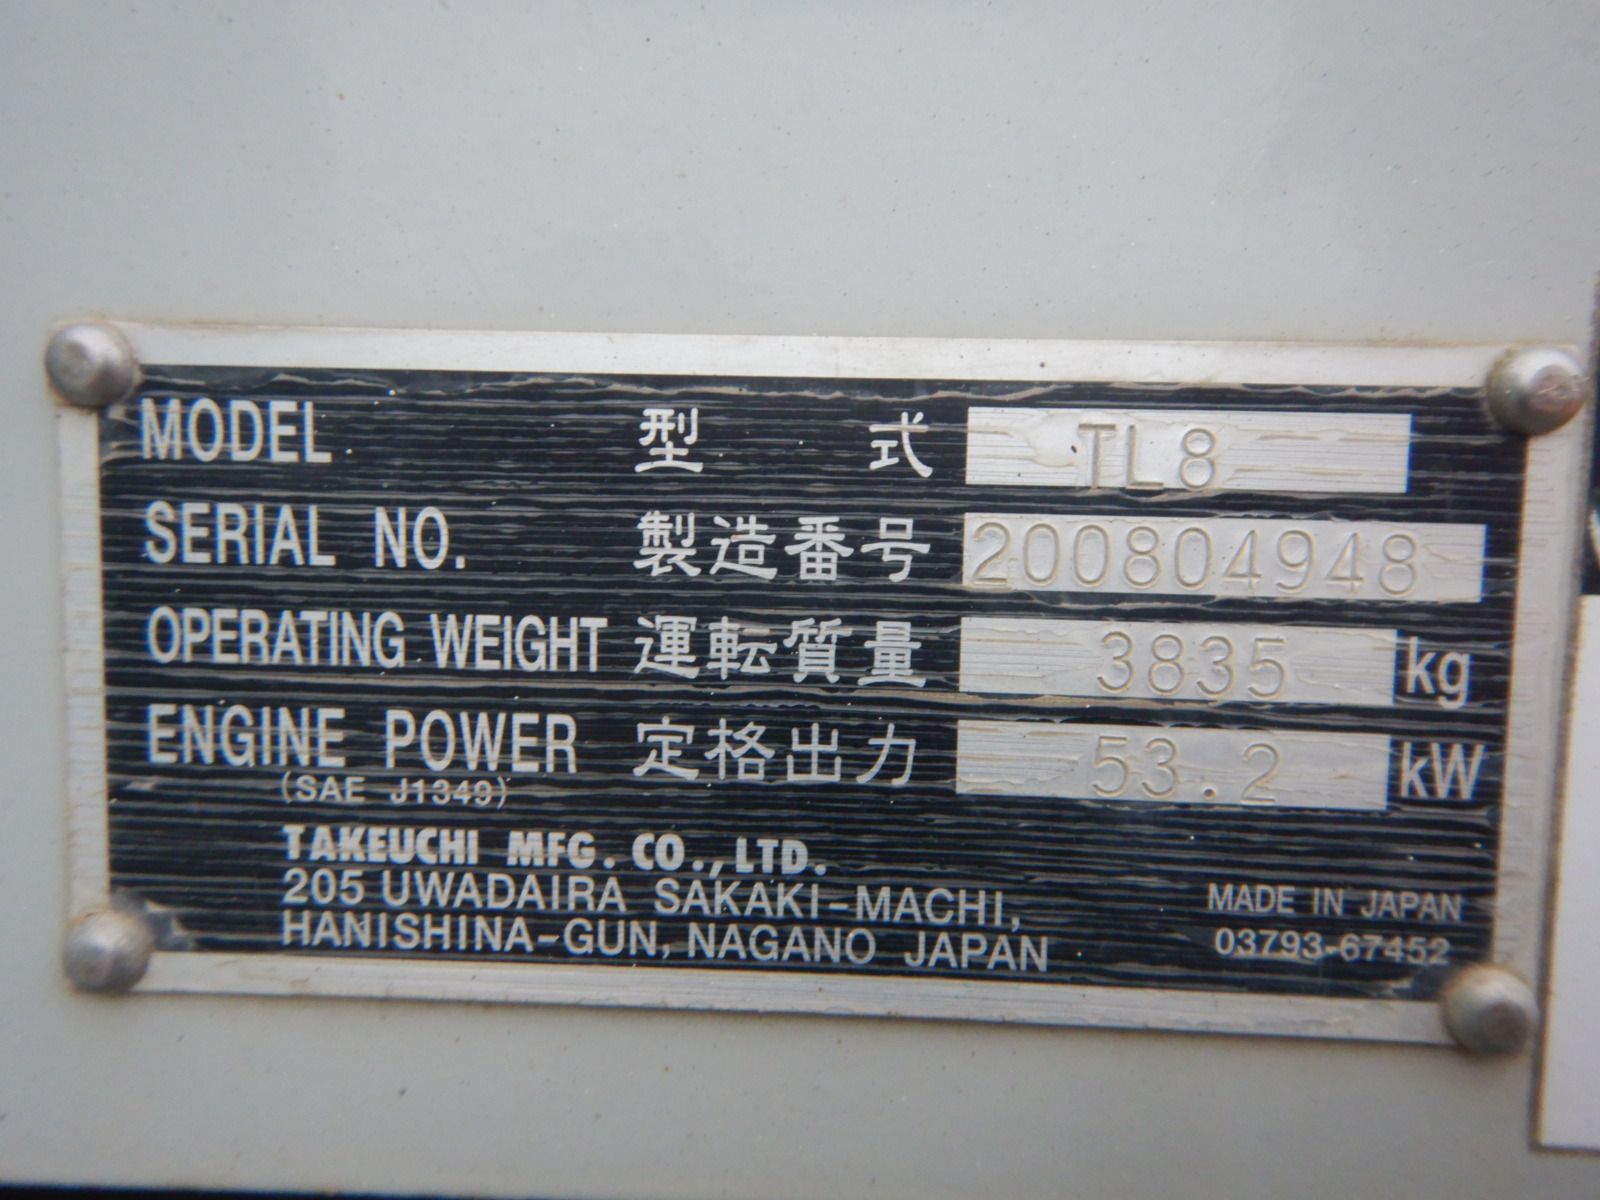 MODEL 型 式 TL8
SERIAL NO. 製造番号 200804948
OPERATING WEIGHT 運転質量 3835 kg
ENGINE POWER 定格出力 53.2 kW
(SAE J1349)
TAKEUCHI MFG. CO., LTD.
205 UWADAIRA SAKAKI-MACHI,
HANISHINA-GUN, NAGANO JAPAN
MADE IN JAPAN
03793-67452